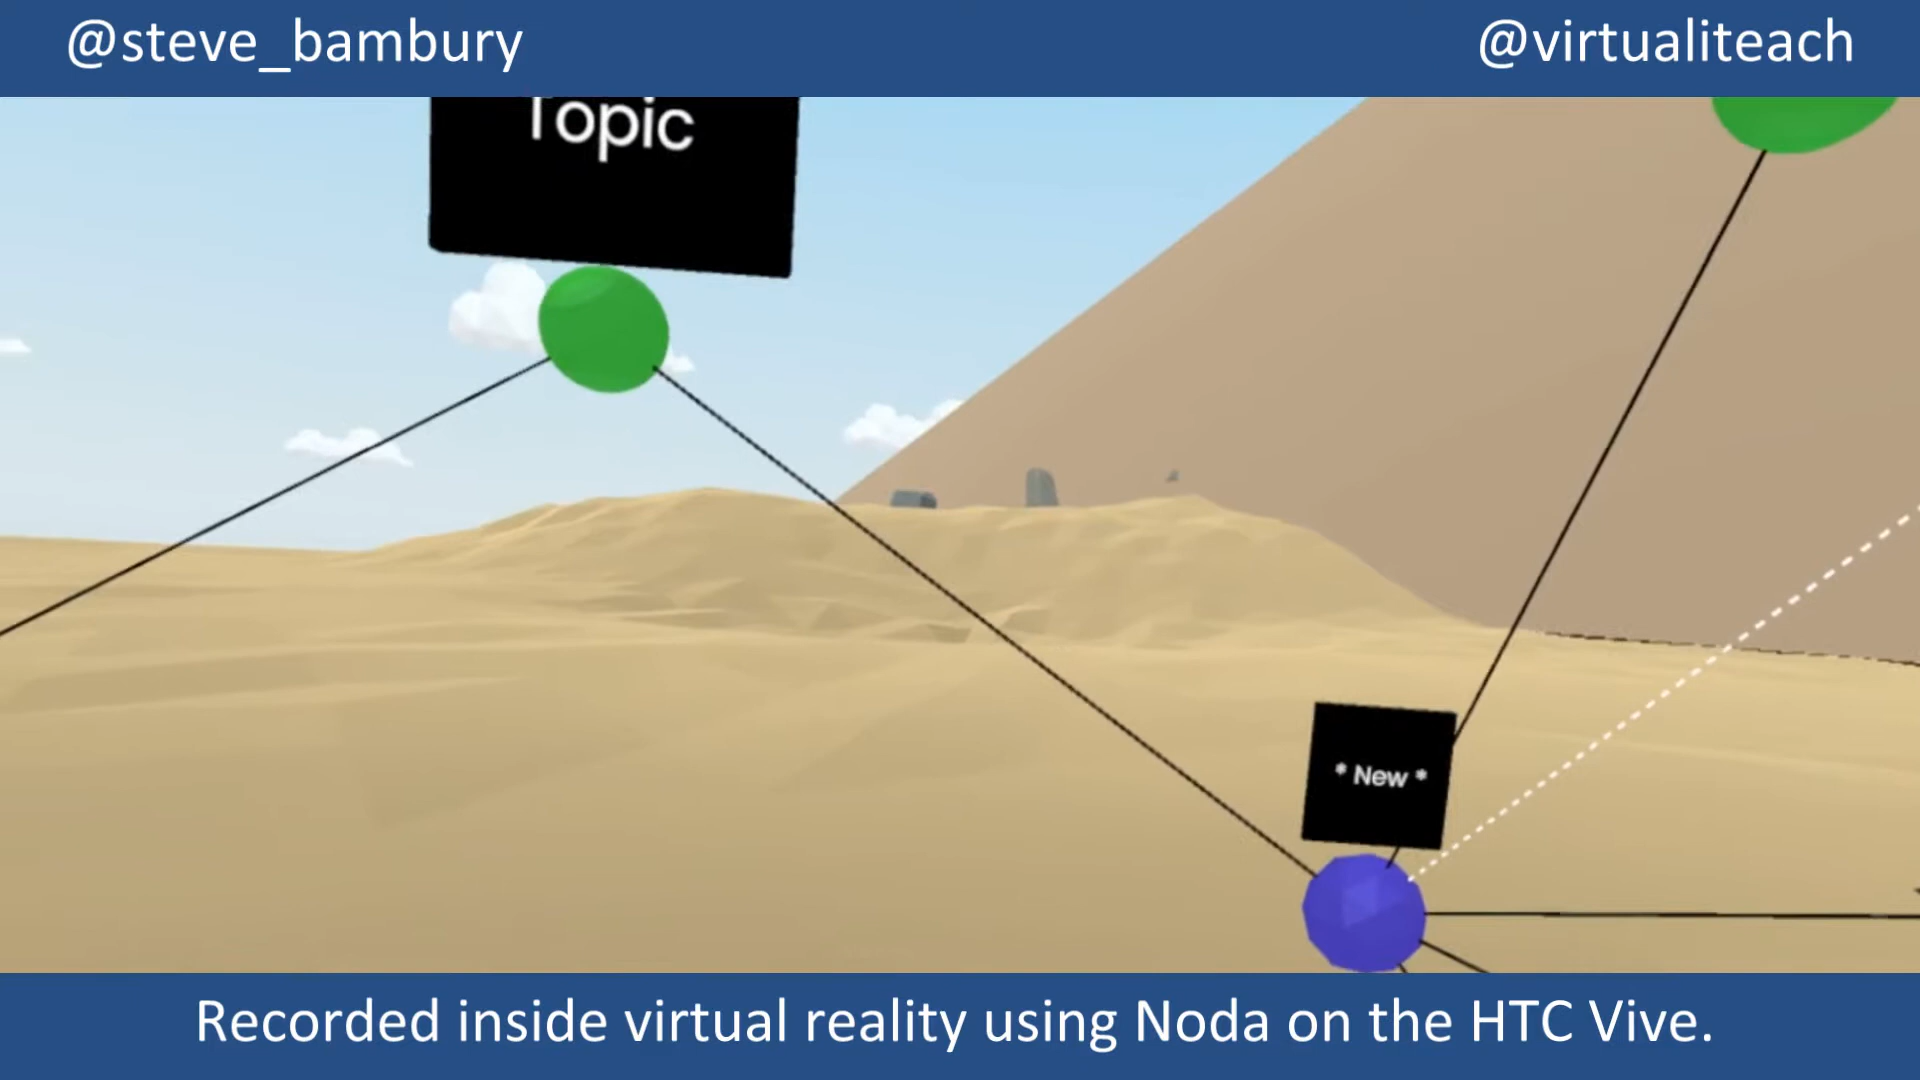 @steve_bambury
@virtualiteach
Topic
* New *
Recorded inside virtual reality using Noda on the HTC Vive.